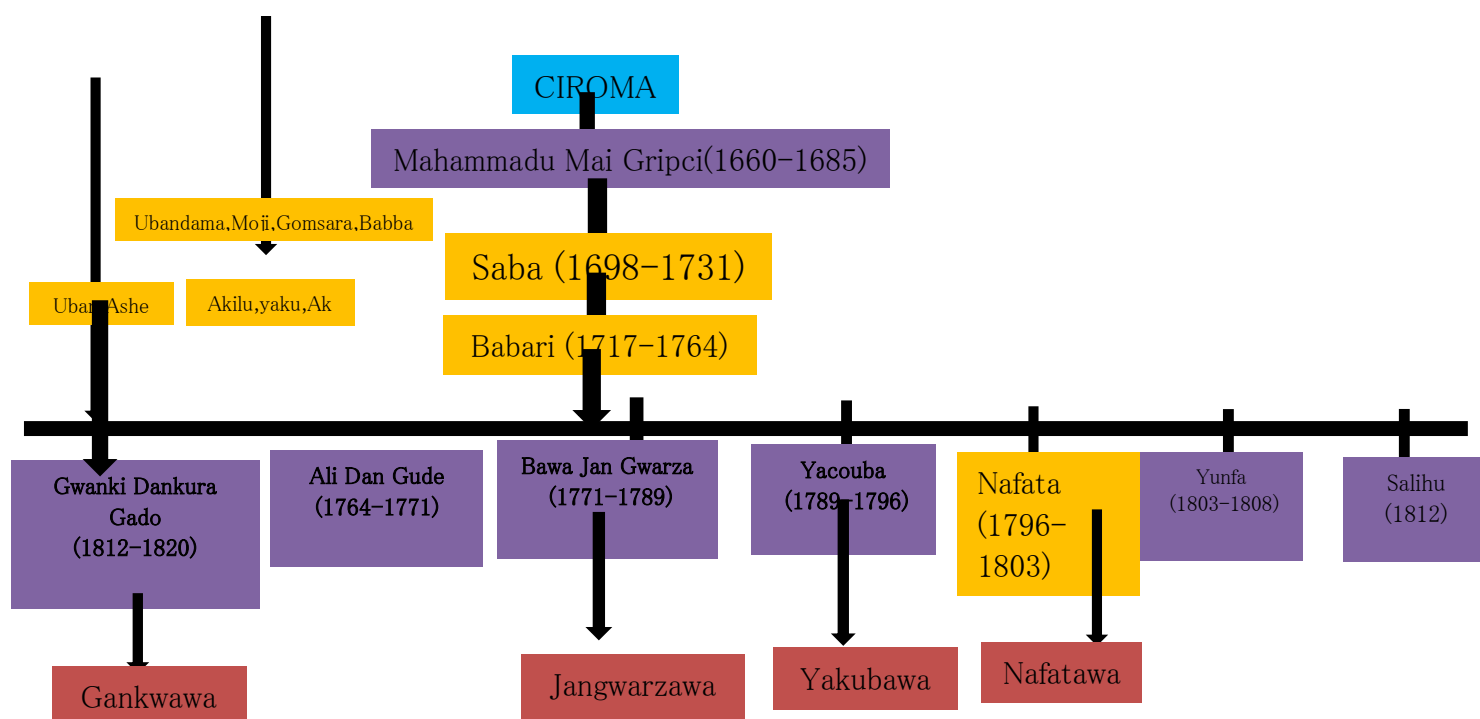 CIROMA
Mahammadu Mai Gripci(1660-1685)
Ubandama,Moji,Gomsara,Babba
Saba (1698-1731)
Ashe
Akilu,yaku,Ak
Babari (1717-1764)
Gwanki Dankura
Gado
(1812-1820)
Ali Dan Gude
(1764-1771)
Bawa Jan Gwarza
(1771-1789)
Yacouba
(1789-1796)
Nafata
(1796-
1803)
Yunfa
(1803-1808)
Salihu
(1812)
Gankwawa
Jangwarzawa
Yakubawa
Nafatawa